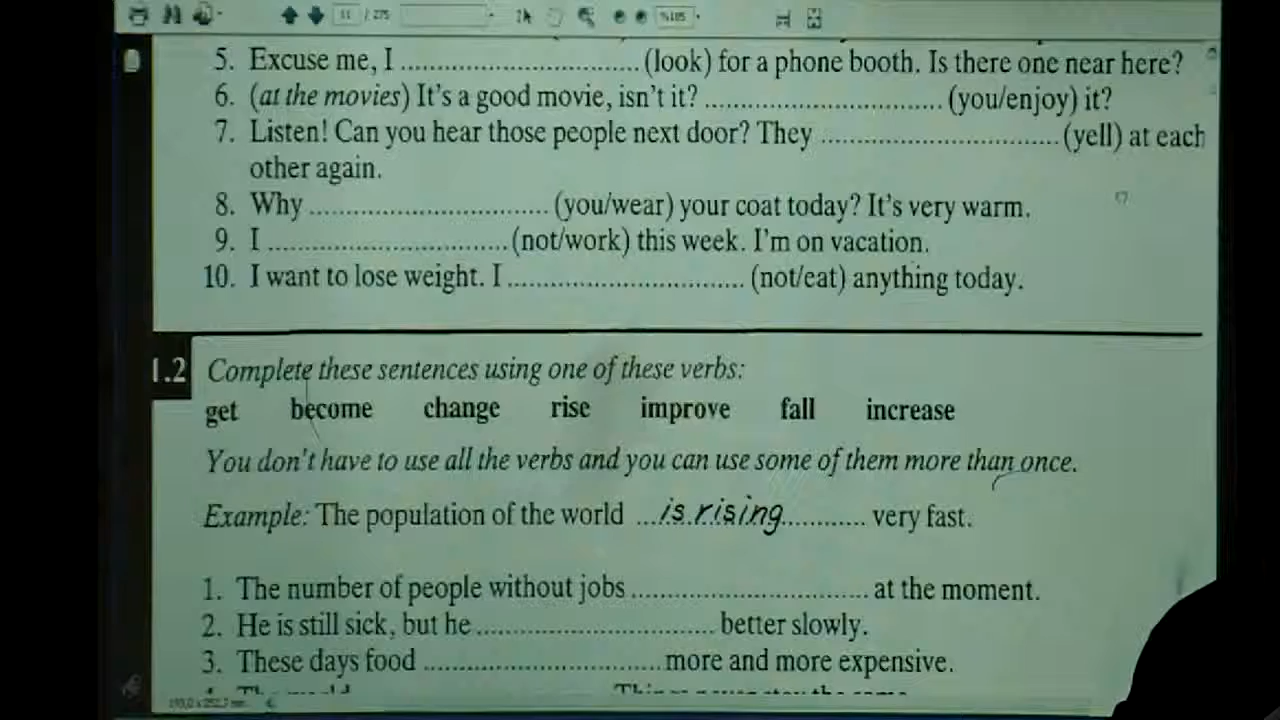 11 / 275
%105
5. Excuse me, I .................................. (look) for a phone booth. Is there one near here?
6. (at the movies) It's a good movie, isn't it? .................................. (you/enjoy) it?
7. Listen! Can you hear those people next door? They .................................. (yell) at each
other again.
8. Why .................................. (you/wear) your coat today? It's very warm.
9. I .................................. (not/work) this week. I'm on vacation.
10. I want to lose weight. I .................................. (not/eat) anything today.
1.2 Complete these sentences using one of these verbs:
get become change rise improve fall increase
You don't have to use all the verbs and you can use some of them more than once.
Example: The population of the world ...is rising............ very fast.
1. The number of people without jobs .................................. at the moment.
2. He is still sick, but he .................................. better slowly.
3. These days food .................................. more and more expensive.